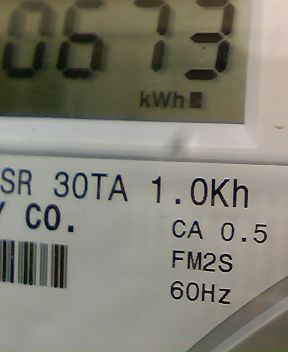 0673
kWh
SR 30TA 1.0Kh
Y CO.
CA 0.5
FM2S
60Hz